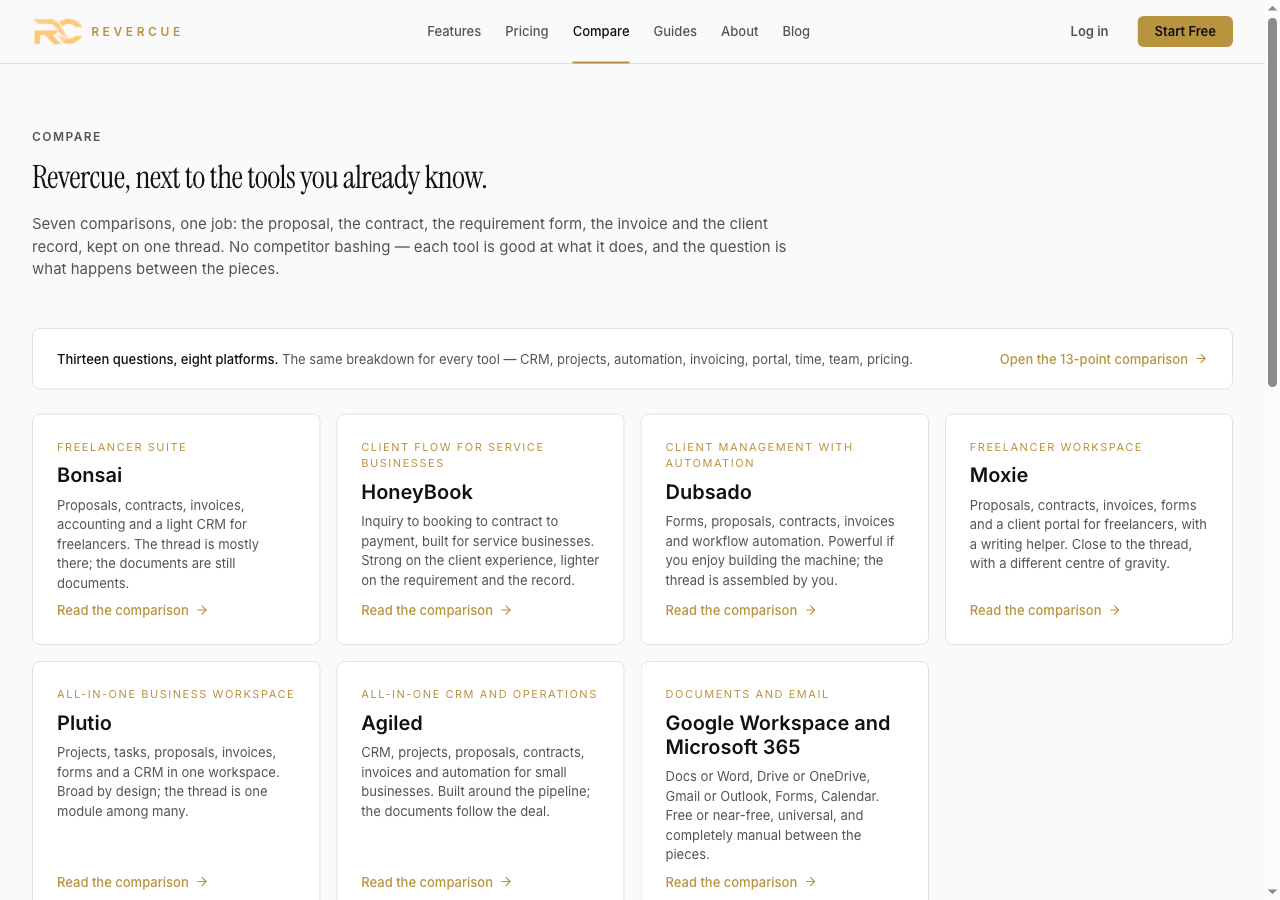 RC REVERCUE
Features Pricing Compare Guides About Blog
Log in Start Free
COMPARE
Revercue, next to the tools you already know.
Seven comparisons, one job: the proposal, the contract, the requirement form, the invoice and the client
record, kept on one thread. No competitor bashing — each tool is good at what it does, and the question is
what happens between the pieces.
Thirteen questions, eight platforms. The same breakdown for every tool — CRM, projects, automation, invoicing, portal, time, team, pricing.
Open the 13-point comparison →
FREELANCER SUITE
Bonsai
Proposals, contracts, invoices,
accounting and a light CRM for
freelancers. The thread is mostly
there; the documents are still
documents.
Read the comparison →
CLIENT FLOW FOR SERVICE
BUSINESSES
HoneyBook
Inquiry to booking to contract to
payment, built for service businesses.
Strong on the client experience, lighter
on the requirement and the record.
Read the comparison →
CLIENT MANAGEMENT WITH
AUTOMATION
Dubsado
Forms, proposals, contracts, invoices
and workflow automation. Powerful if
you enjoy building the machine; the
thread is assembled by you.
Read the comparison →
FREELANCER WORKSPACE
Moxie
Proposals, contracts, invoices, forms
and a client portal for freelancers, with
a writing helper. Close to the thread,
with a different centre of gravity.
Read the comparison →
ALL-IN-ONE BUSINESS WORKSPACE
Plutio
Projects, tasks, proposals, invoices,
forms and a CRM in one workspace.
Broad by design; the thread is one
module among many.
Read the comparison →
ALL-IN-ONE CRM AND OPERATIONS
Agiled
CRM, projects, proposals, contracts,
invoices and automation for small
businesses. Built around the pipeline;
the documents follow the deal.
Read the comparison →
DOCUMENTS AND EMAIL
Google Workspace and
Microsoft 365
Docs or Word, Drive or OneDrive,
Gmail or Outlook, Forms, Calendar.
Free or near-free, universal, and
completely manual between the
pieces.
Read the comparison →